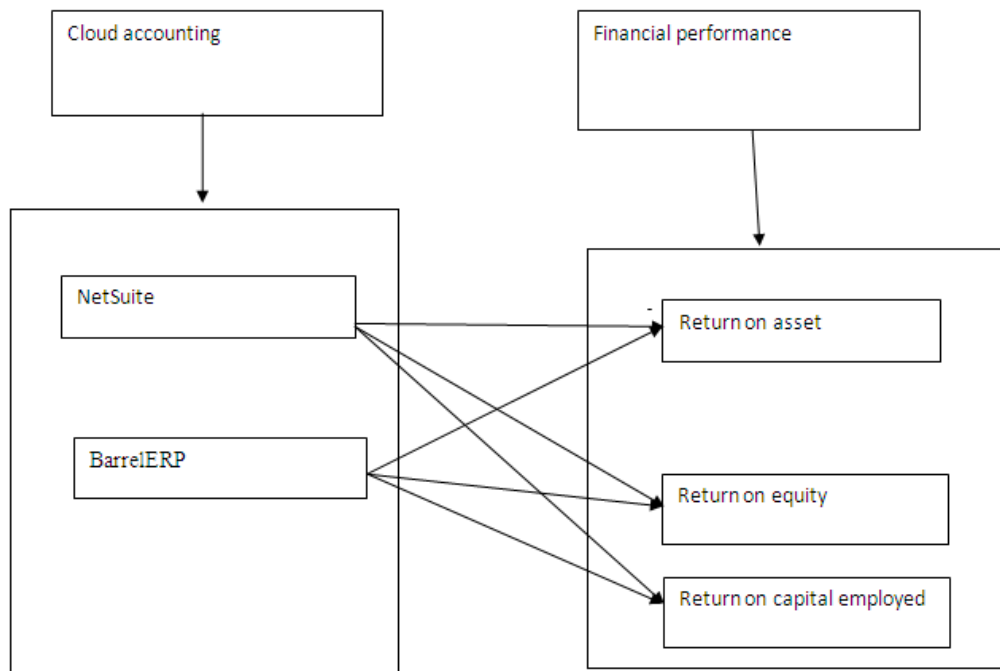 Cloud accounting
Financial performance
NetSuite
BarrelERP
-
Return on asset
Return on equity
Return on capital employed